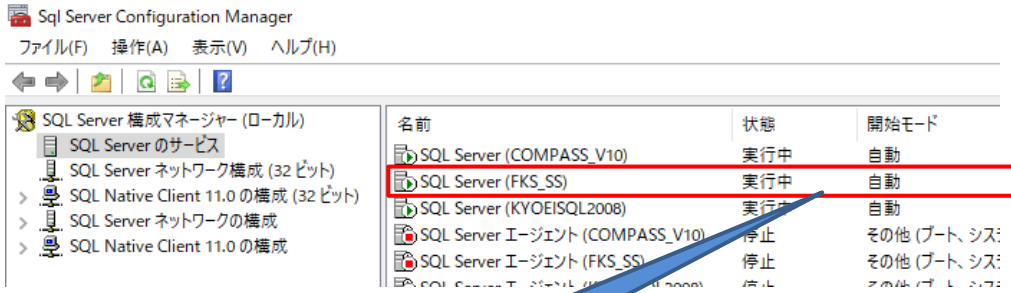 Sql Server Configuration Manager
ファイル(F) 操作(A) 表示(V) ヘルプ(H)
SQL Server 構成マネージャー (ローカル)
SQL Server のサービス
SQL Server ネットワーク構成 (32 ビット)
SQL Native Client 11.0 の構成 (32 ビット)
SQL Server ネットワークの構成
SQL Native Client 11.0 の構成
名前 状態 開始モード
SQL Server (COMPASS_V10) 実行中 自動
SQL Server (FKS_SS) 実行中 自動
SQL Server (KYOEISQL2008) 実行中 自動
SQL Server エージェント (COMPASS_V10) 停止 その他 (ブート、シス
SQL Server エージェント (FKS_SS) 停止 その他 (ブート、シス